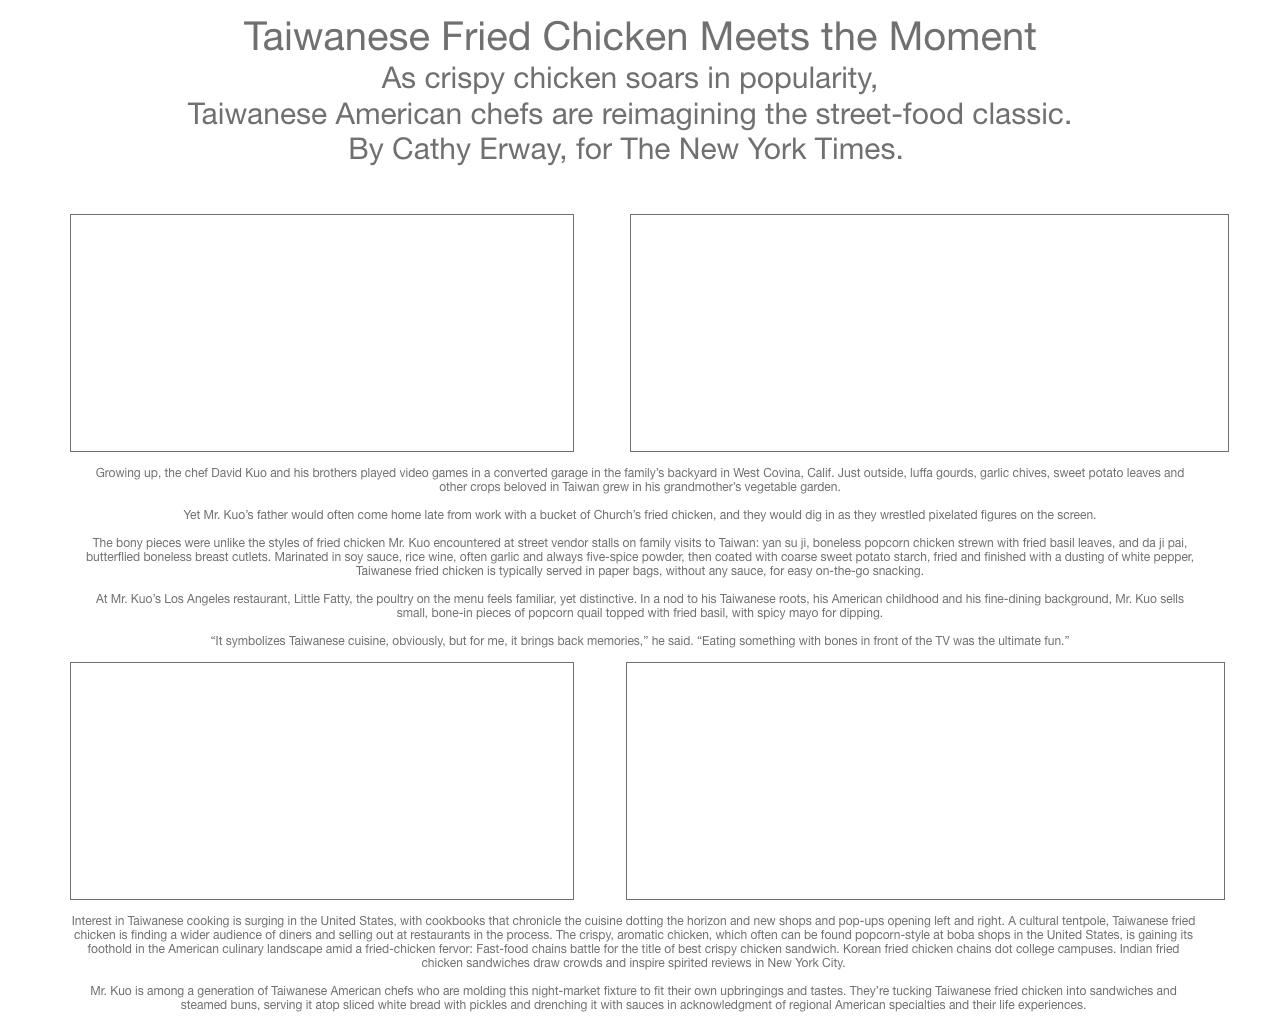 Taiwanese Fried Chicken Meets the Moment
As crispy chicken soars in popularity,
Taiwanese American chefs are reimagining the street-food classic.
By Cathy Erway, for The New York Times.
Growing up, the chef David Kuo and his brothers played video games in a converted garage in the family’s backyard in West Covina, Calif. Just outside, luffa gourds, garlic chives, sweet potato leaves and
other crops beloved in Taiwan grew in his grandmother’s vegetable garden.
Yet Mr. Kuo’s father would often come home late from work with a bucket of Church’s fried chicken, and they would dig in as they wrestled pixelated figures on the screen.
The bony pieces were unlike the styles of fried chicken Mr. Kuo encountered at street vendor stalls on family visits to Taiwan: yan su ji, boneless popcorn chicken strewn with fried basil leaves, and da ji pai,
butterflied boneless breast cutlets. Marinated in soy sauce, rice wine, often garlic and always five-spice powder, then coated with coarse sweet potato starch, fried and finished with a dusting of white pepper,
Taiwanese fried chicken is typically served in paper bags, without any sauce, for easy on-the-go snacking.
At Mr. Kuo’s Los Angeles restaurant, Little Fatty, the poultry on the menu feels familiar, yet distinctive. In a nod to his Taiwanese roots, his American childhood and his fine-dining background, Mr. Kuo sells
small, bone-in pieces of popcorn quail topped with fried basil, with spicy mayo for dipping.
“It symbolizes Taiwanese cuisine, obviously, but for me, it brings back memories,” he said. “Eating something with bones in front of the TV was the ultimate fun.”
Interest in Taiwanese cooking is surging in the United States, with cookbooks that chronicle the cuisine dotting the horizon and new shops and pop-ups opening left and right. A cultural tentpole, Taiwanese fried
chicken is finding a wider audience of diners and selling out at restaurants in the process. The crispy, aromatic chicken, which often can be found popcorn-style at boba shops in the United States, is gaining its
foothold in the American culinary landscape amid a fried-chicken fervor: Fast-food chains battle for the title of best crispy chicken sandwich. Korean fried chicken chains dot college campuses. Indian fried
chicken sandwiches draw crowds and inspire spirited reviews in New York City.
Mr. Kuo is among a generation of Taiwanese American chefs who are molding this night-market fixture to fit their own upbringings and tastes. They’re tucking Taiwanese fried chicken into sandwiches and
steamed buns, serving it atop sliced white bread with pickles and drenching it with sauces in acknowledgment of regional American specialties and their life experiences.